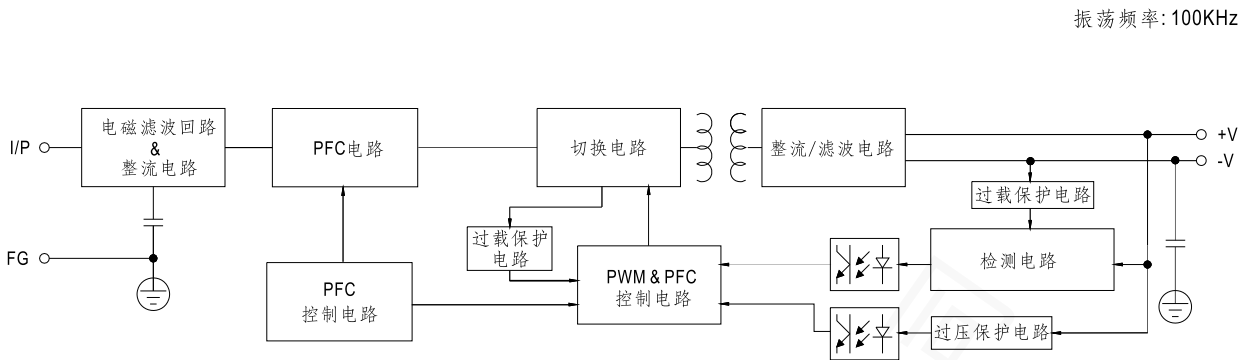 振荡频率: 100KHz
I/P
电磁滤波回路
&
整流电路
PFC电路
切换电路
整流/滤波电路
+V
-V
过载保护电路
过载保护
电路
FG
PWM & PFC
控制电路
检测电路
PFC
控制电路
过压保护电路